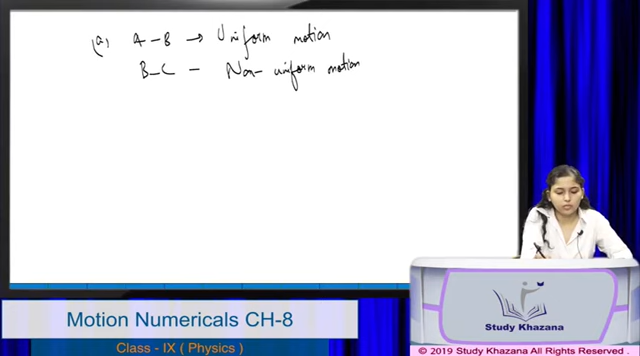 (a) A - B → Uniform motion
B - C - Non-uniform motion
Study Khazana
Motion Numericals CH-8
Class - IX ( Physics )
© 2019 Study Khazana
All Rights Reserved.